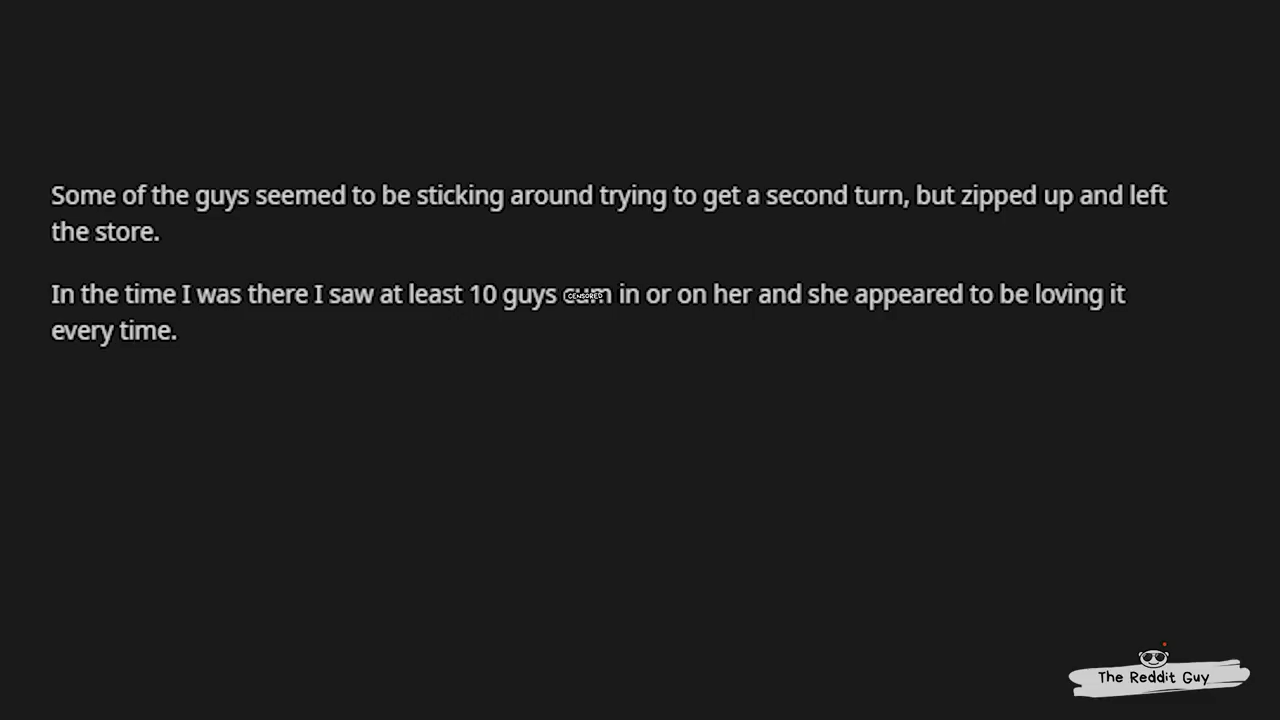 Some of the guys seemed to be sticking around trying to get a second turn, but zipped up and left
the store.
In the time I was there I saw at least 10 guys CENSORED in or on her and she appeared to be loving it
every time.
The Reddit Guy